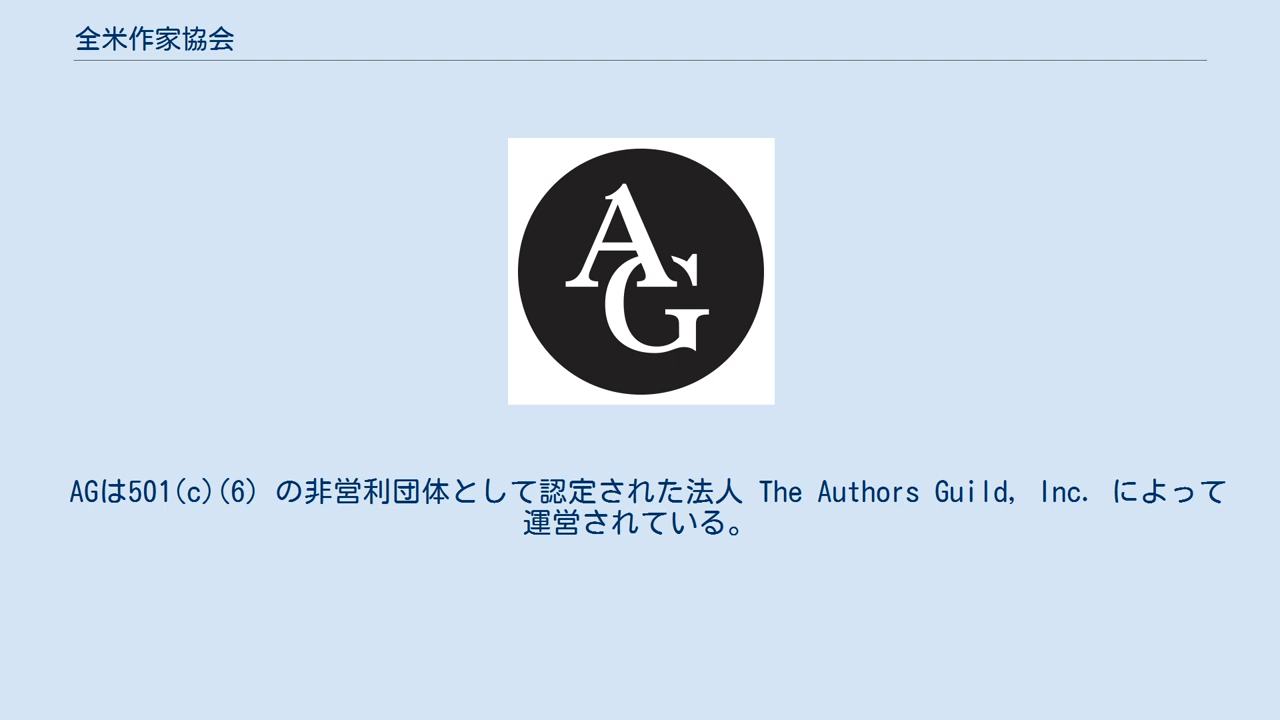 全米作家協会
AG
AGは501(c)(6) の非営利団体として認定された法人 The Authors Guild, Inc. によって
運営されている。